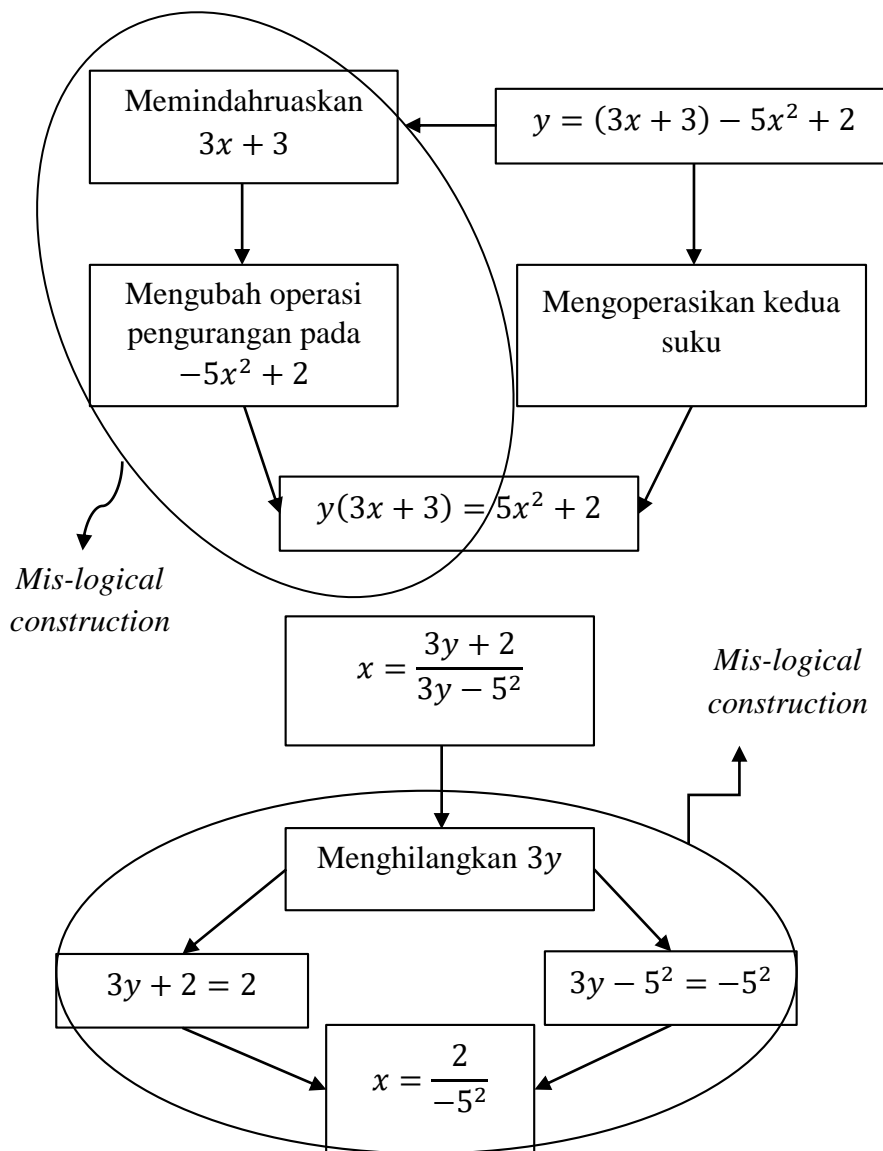 Memindahruaskan
3x + 3
y = (3x + 3) − 5x² + 2
Mengubah operasi
pengurangan pada
−5x² + 2
Mengoperasikan kedua
suku
y(3x + 3) = 5x² + 2
Mis-logical
construction
x = \frac{3y + 2}{3y − 5²}
Mis-logical
construction
Menghilangkan 3y
3y + 2 = 2
3y − 5² = −5²
x = \frac{2}{−5²}